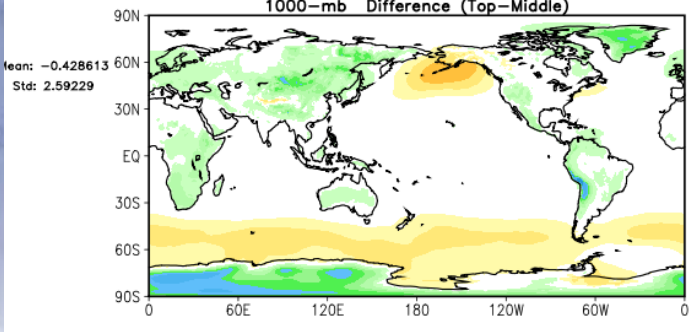 1000-mb Difference (Top-Middle)
90N
60N
30N
EQ
30S
60S
90S
-0.428613
Std: 2.59229
0 60E 120E 180 120W 60W 0